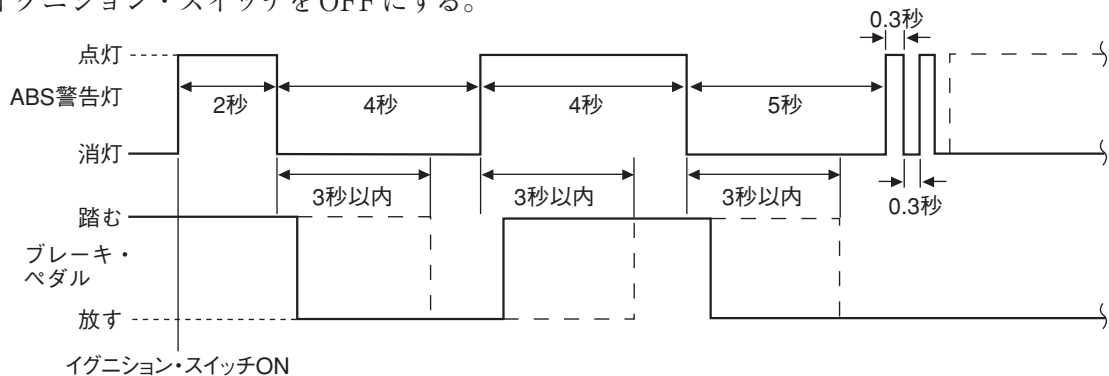 イグニション・スイッチをOFFにする。
0.3秒
点灯
ABS警告灯
2秒
4秒
4秒
5秒
消灯
3秒以内
3秒以内
3秒以内
0.3秒
踏む
ブレーキ・
ペダル
放す
イグニション・スイッチON